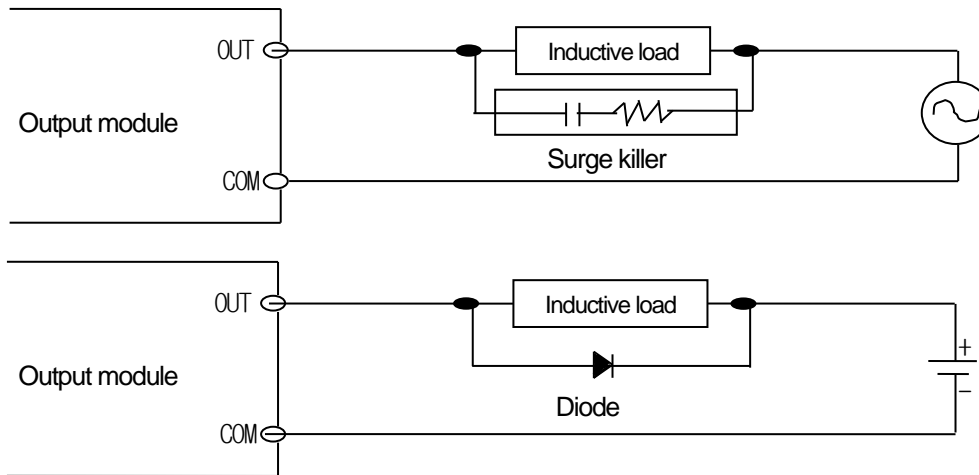 OUT
Inductive load
Output module
Surge killer
COM
OUT
Inductive load
+
Output module
−
Diode
COM